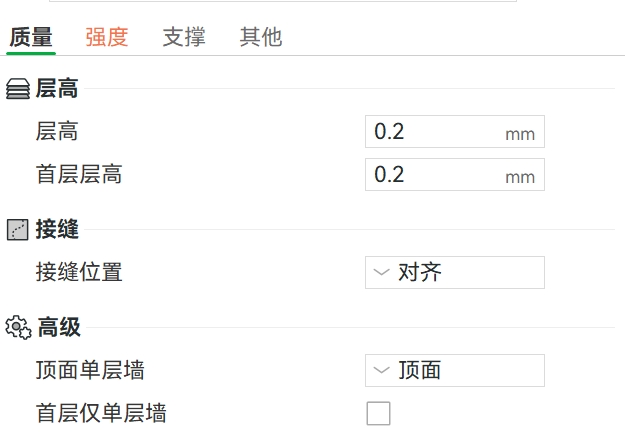 质量 强度 支撑 其他
层高
层高 0.2 mm
首层层高 0.2 mm
接缝
接缝位置 对齐
高级
顶面单层墙 顶面
首层仅单层墙